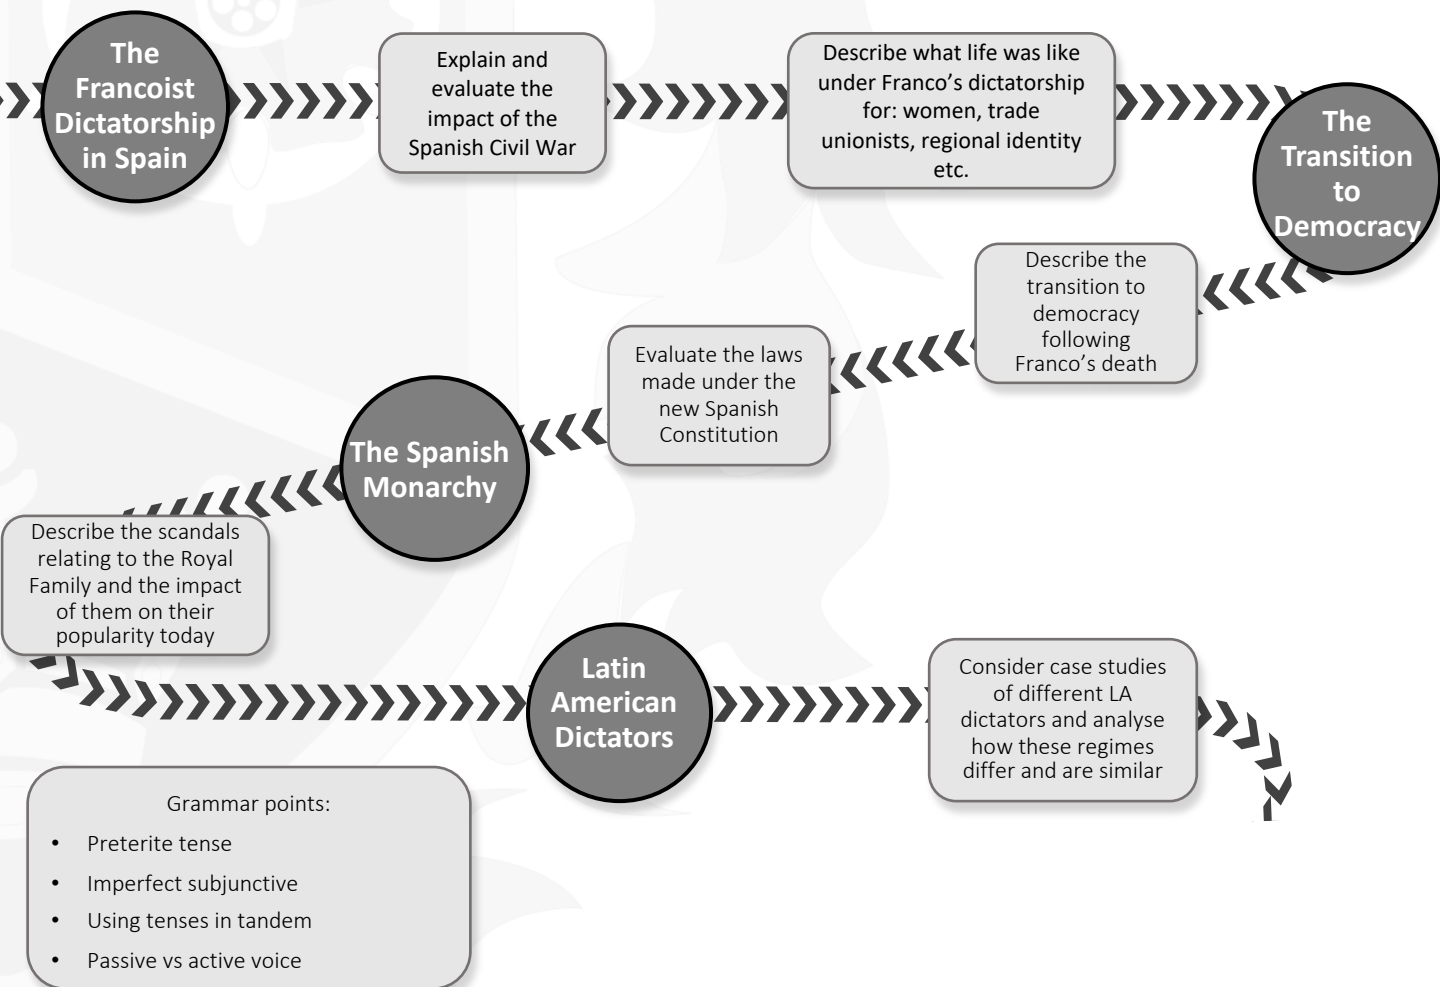 The
Francoist
Dictatorship
in Spain
Explain and
evaluate the
impact of the
Spanish Civil War
Describe what life was like
under Franco’s dictatorship
for: women, trade
unionists, regional identity
etc.
The
Transition
to
Democracy
Describe the
transition to
democracy
following
Franco’s death
Evaluate the laws
made under the
new Spanish
Constitution
The Spanish
Monarchy
Describe the scandals
relating to the Royal
Family and the impact
of them on their
popularity today
Latin
American
Dictators
Consider case studies
of different LA
dictators and analyse
how these regimes
differ and are similar
Grammar points:
• Preterite tense
• Imperfect subjunctive
• Using tenses in tandem
• Passive vs active voice